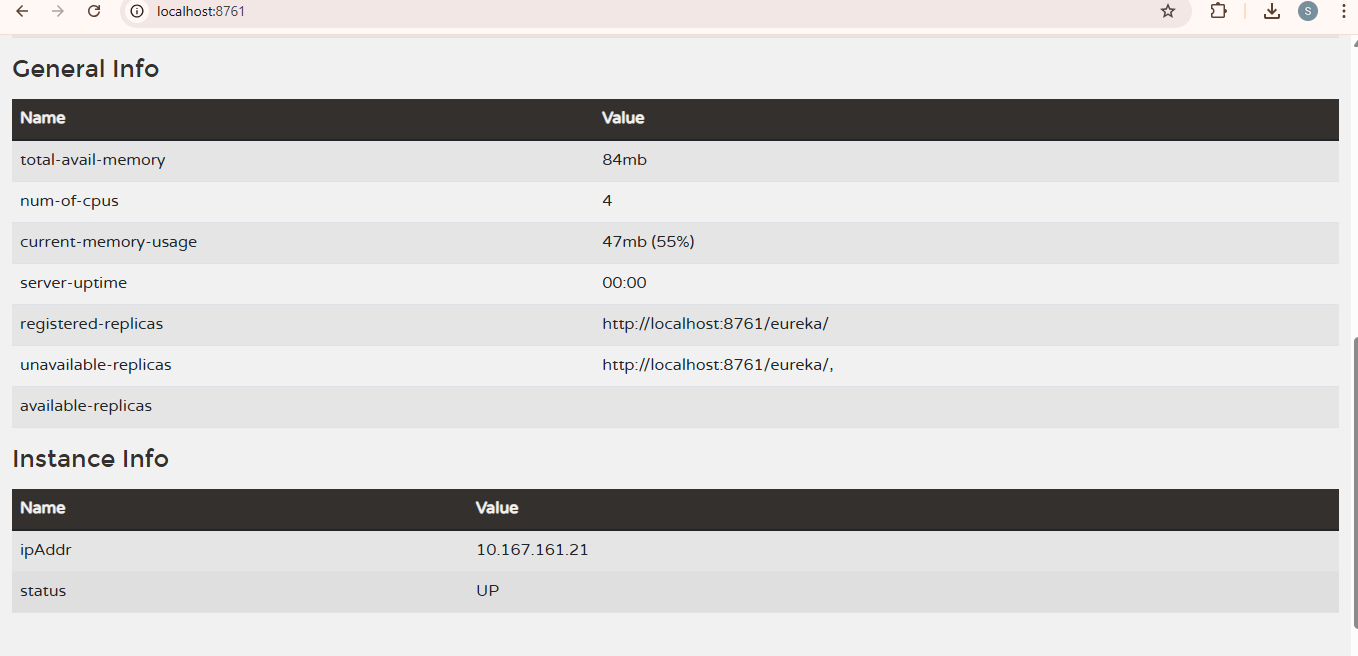 localhost:8761
S
General Info
Name Value
total-avail-memory 84mb
num-of-cpus 4
current-memory-usage 47mb (55%)
server-uptime 00:00
registered-replicas http://localhost:8761/eureka/
unavailable-replicas http://localhost:8761/eureka/,
available-replicas
Instance Info
Name Value
ipAddr 10.167.161.21
status UP